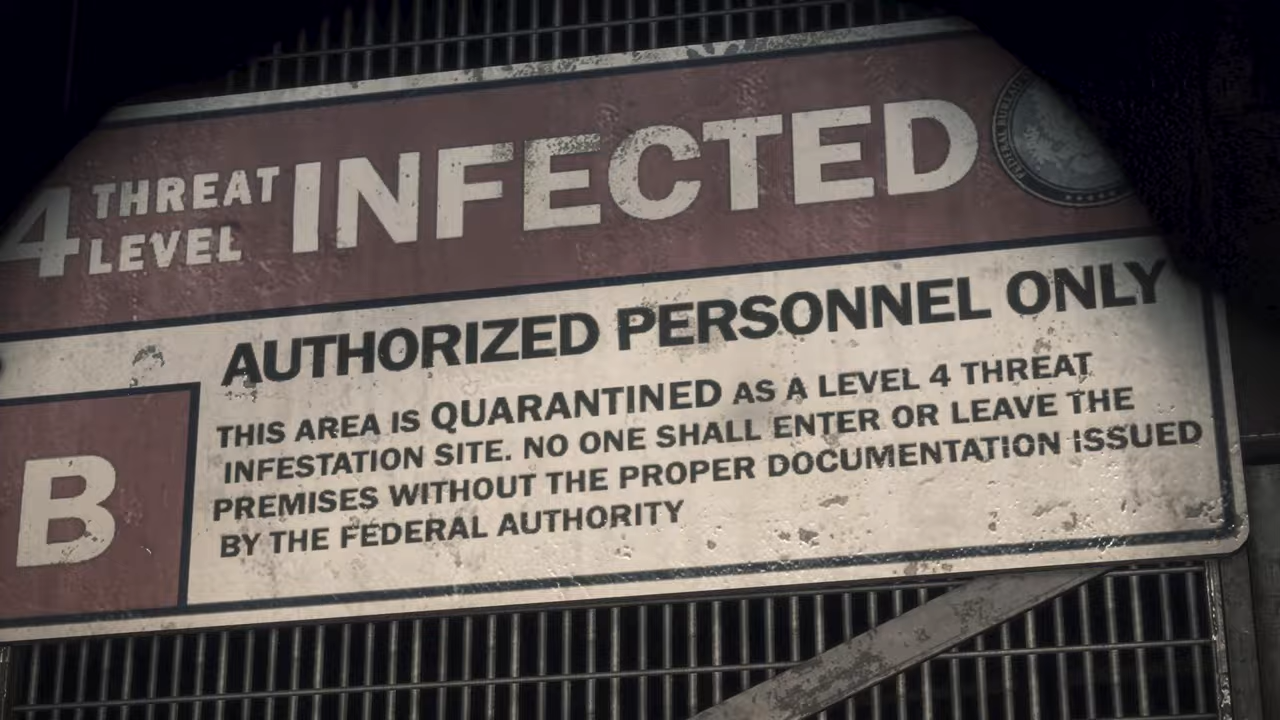 4 THREAT LEVEL INFECTED
FEDERAL
AUTHORIZED PERSONNEL ONLY
B
THIS AREA IS QUARANTINED AS A LEVEL 4 THREAT
INFESTATION SITE. NO ONE SHALL ENTER OR LEAVE THE
PREMISES WITHOUT THE PROPER DOCUMENTATION ISSUED
BY THE FEDERAL AUTHORITY